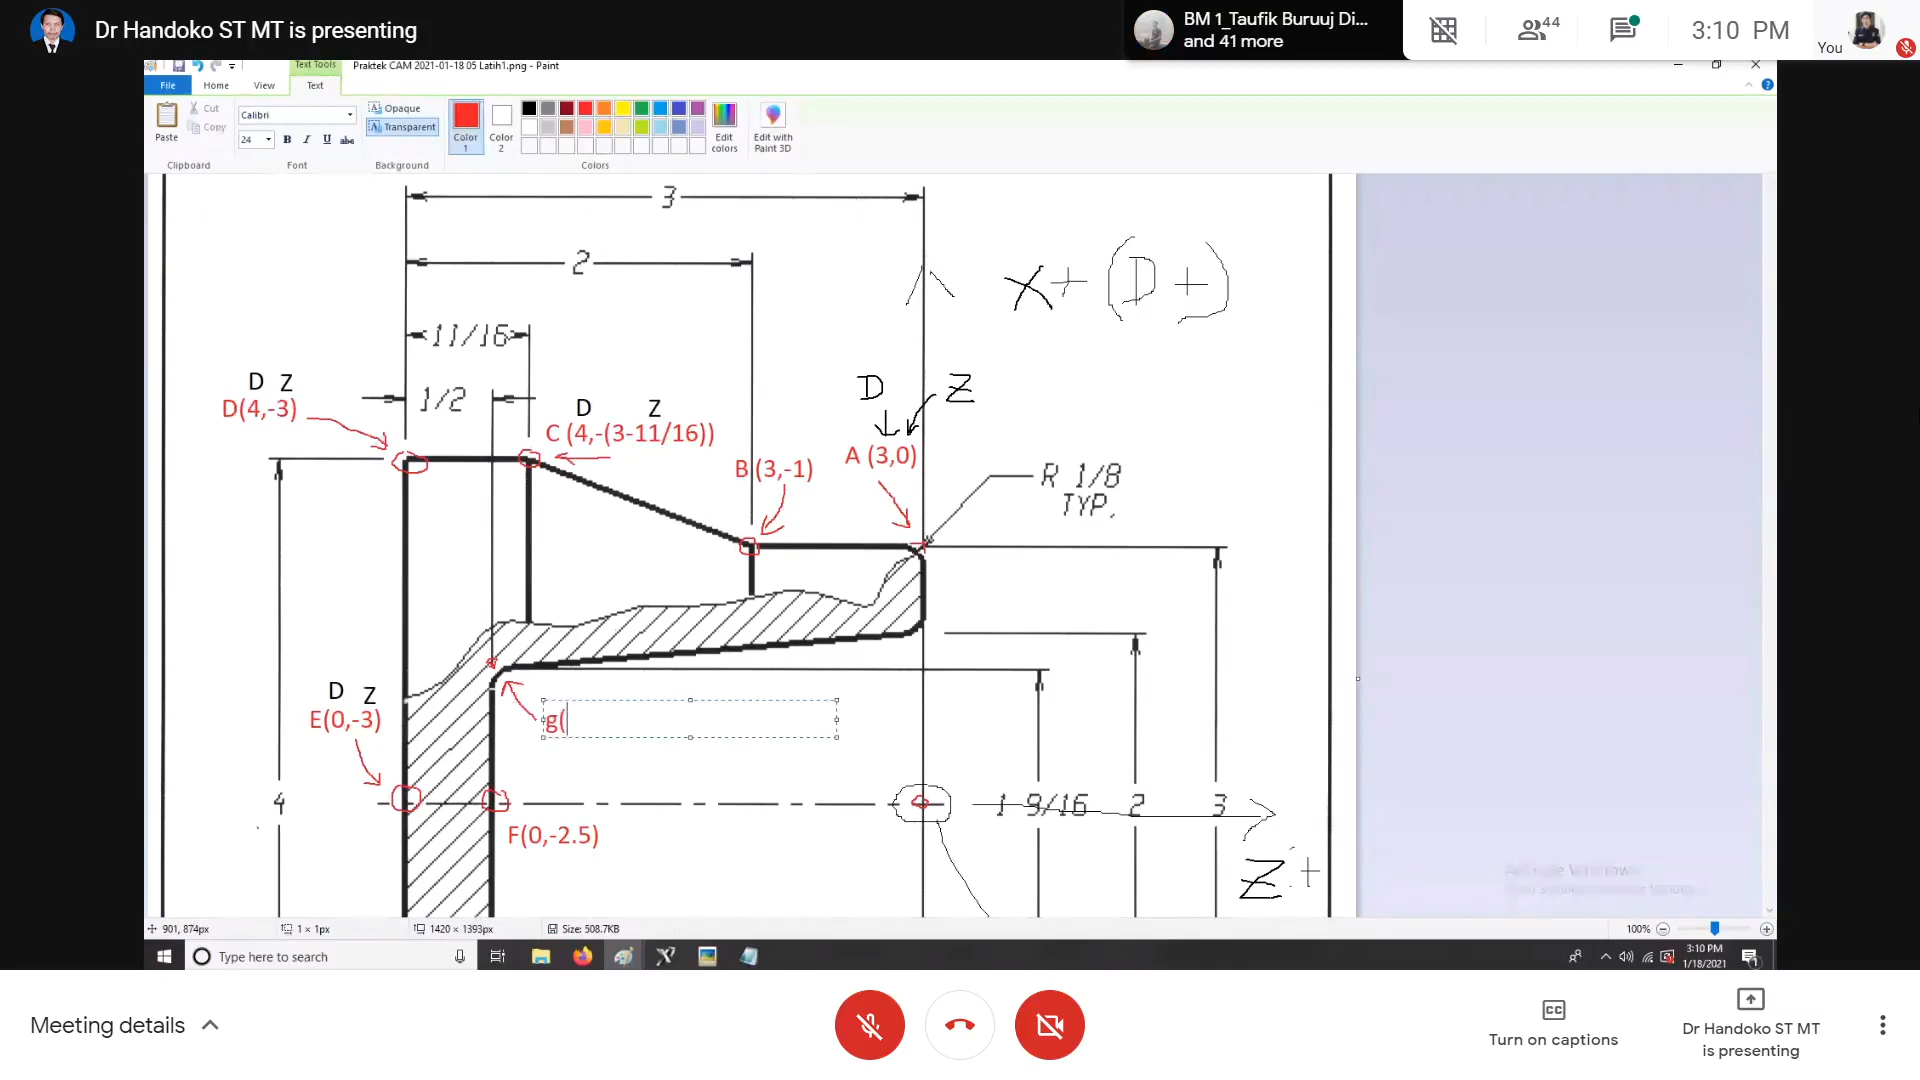 Dr Handoko ST MT is presenting
BM 1_Taufik Buruuj Di...
and 41 more
44
3:10 PM
You
Text Tools
Praktek CAM 2021-01-18 05 Latih1.png - Paint
File
Home
View
Text
Cut
Copy
Paste
Clipboard
Calibri
24
B I U abc
Font
Opaque
Transparent
Background
Color
1
Color
2
Edit
colors
Edit with
Paint 3D
Colors
3
2
11/16
1/2
X+ (D+)
D Z
D(4,-3)
D Z
C (4,-(3-11/16))
B (3,-1)
D Z
A (3,0)
R 1/8
TYP.
D Z
E(0,-3)
g(
4
F(0,-2.5)
1 9/16
2
3
Z+
901, 874px
1 × 1px
1420 × 1393px
Size: 508.7KB
100%
Type here to search
3:10 PM
1/18/2021
1
Meeting details
CC
Turn on captions
Dr Handoko ST MT
is presenting